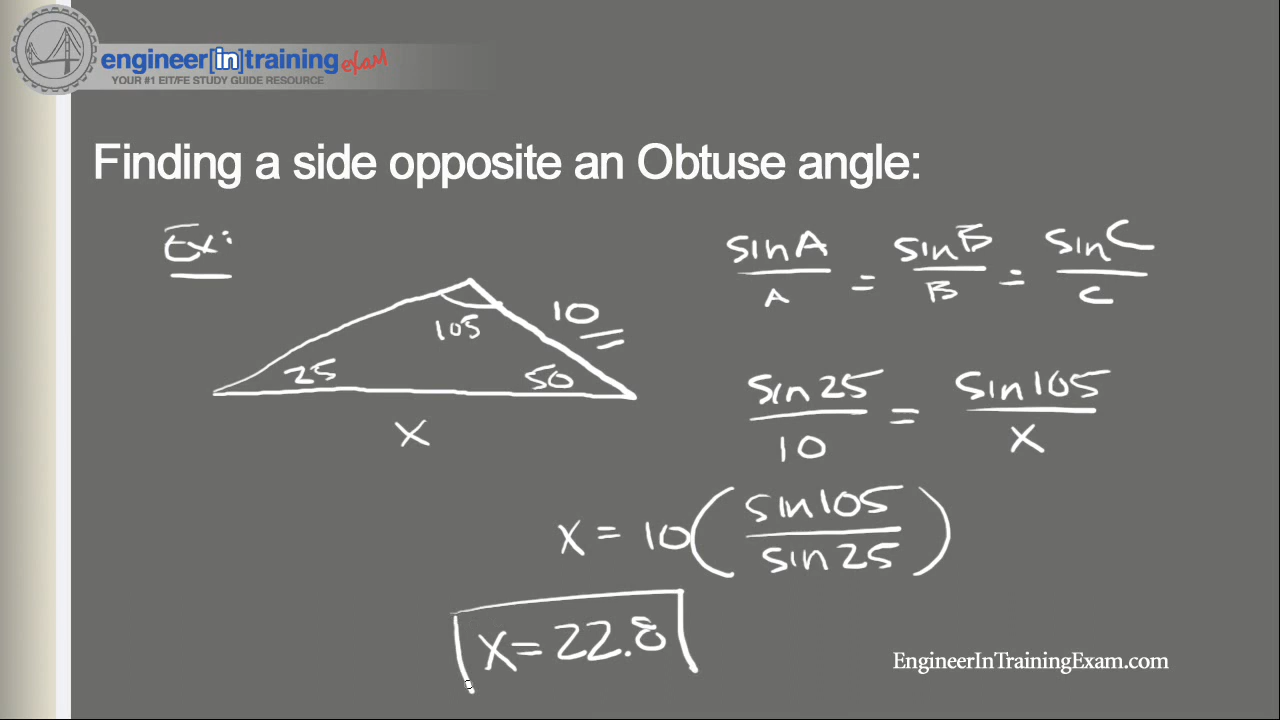 engineer[in]training exam
YOUR #1 EIT/FE STUDY GUIDE RESOURCE
Finding a side opposite an Obtuse angle:
Ex:
105
10
25
50
X
sinA/A = sinB/B = sinC/C
sin25/10 = sin105/X
X = 10(sin105/sin25)
X=22.8
EngineerInTrainingExam.com